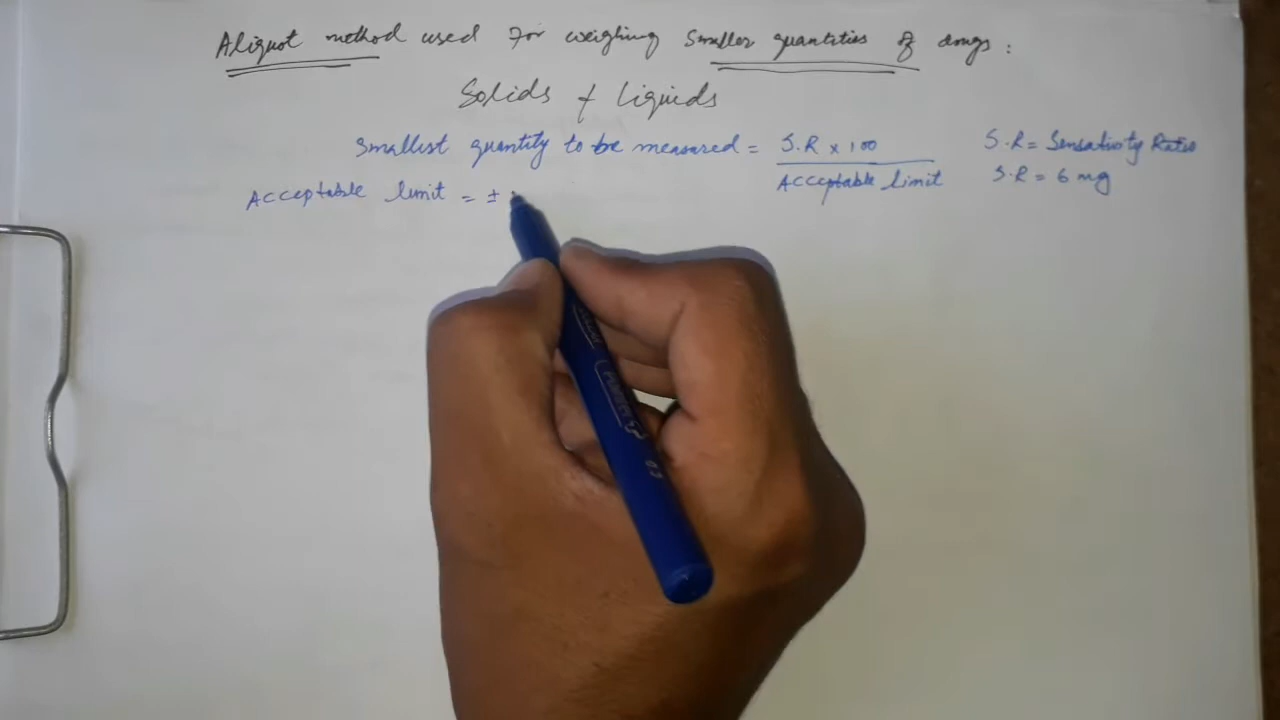 Aliquot method used for weighing smaller quantities of drugs :
Solids & Liquids
Smallest quantity to be measured = S.R x 100
Acceptable limit
S.R = Sensativity Ratio
S.R = 6 mg
Acceptable limit = ±